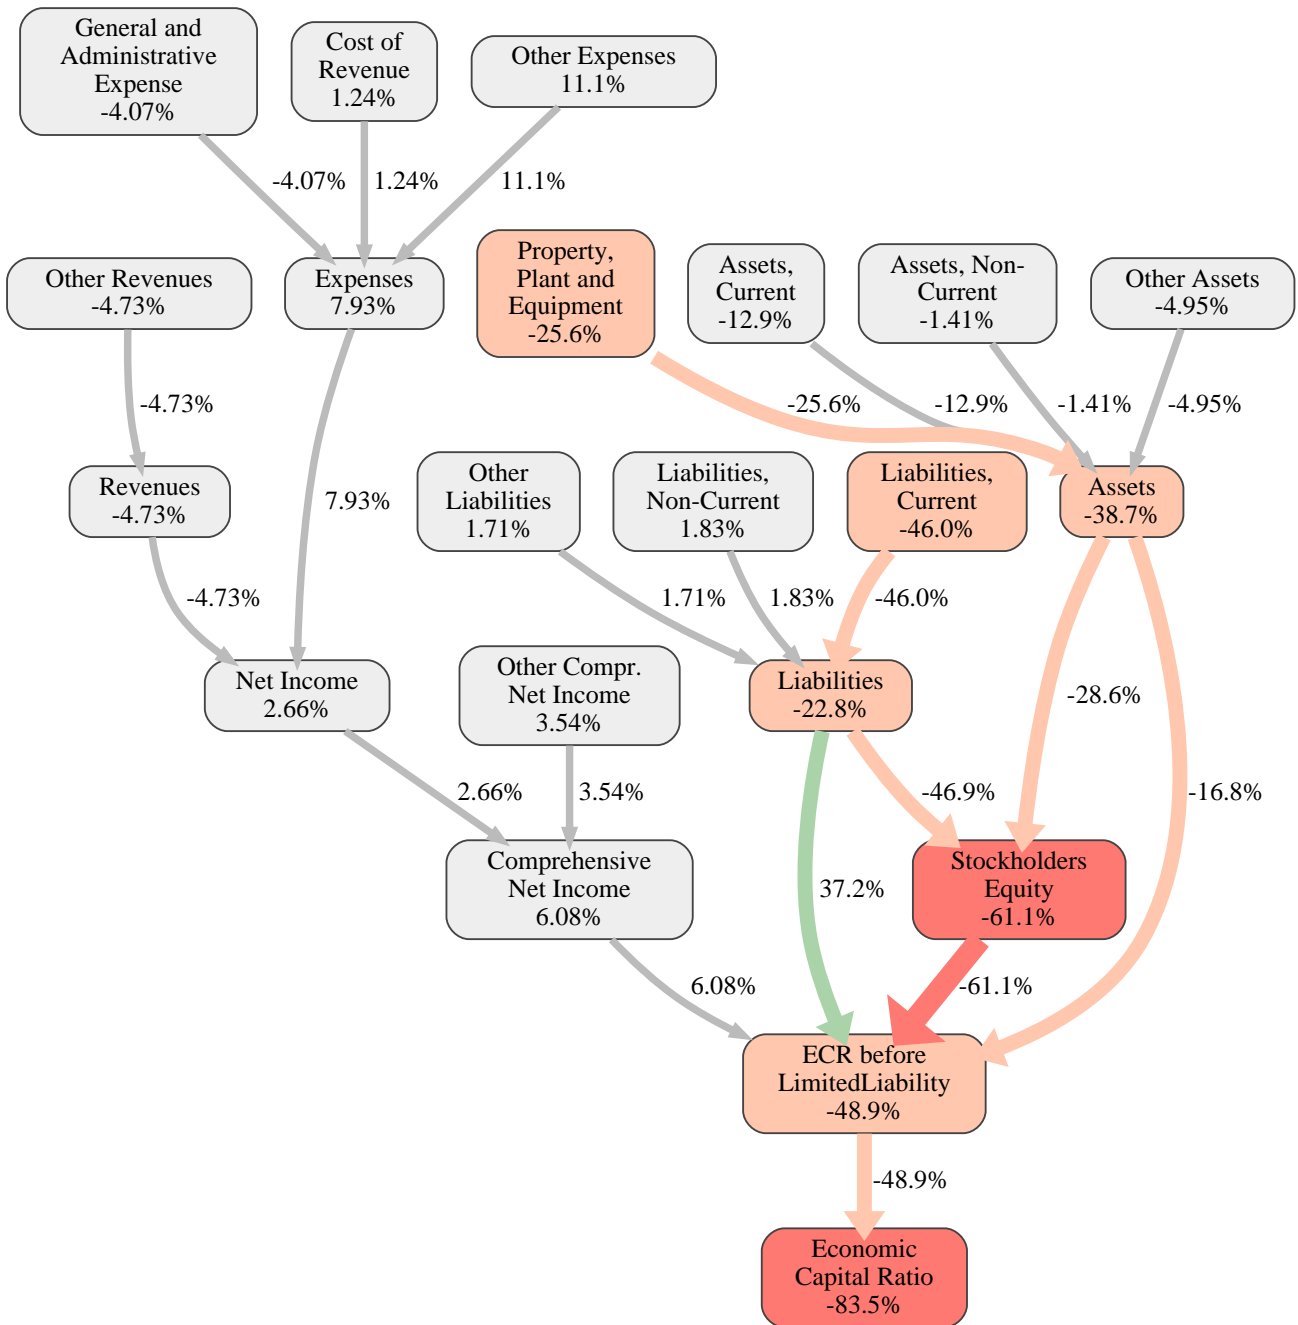 General and
Administrative
Expense
-4.07%
Cost of
Revenue
1.24%
Other Expenses
11.1%
-4.07%
1.24%
11.1%
Other Revenues
-4.73%
Expenses
7.93%
Property,
Plant and
Equipment
-25.6%
Assets,
Current
-12.9%
Assets, Non-
Current
-1.41%
Other Assets
-4.95%
-4.73%
-25.6%
-12.9%
-1.41%
-4.95%
Revenues
-4.73%
7.93%
Other
Liabilities
1.71%
Liabilities,
Non-Current
1.83%
Liabilities,
Current
-46.0%
Assets
-38.7%
-4.73%
1.71%
1.83%
-46.0%
Net Income
2.66%
Other Compr.
Net Income
3.54%
Liabilities
-22.8%
-28.6%
2.66%
3.54%
-46.9%
-16.8%
Comprehensive
Net Income
6.08%
37.2%
Stockholders
Equity
-61.1%
6.08%
-61.1%
ECR before
LimitedLiability
-48.9%
-48.9%
Economic
Capital Ratio
-83.5%